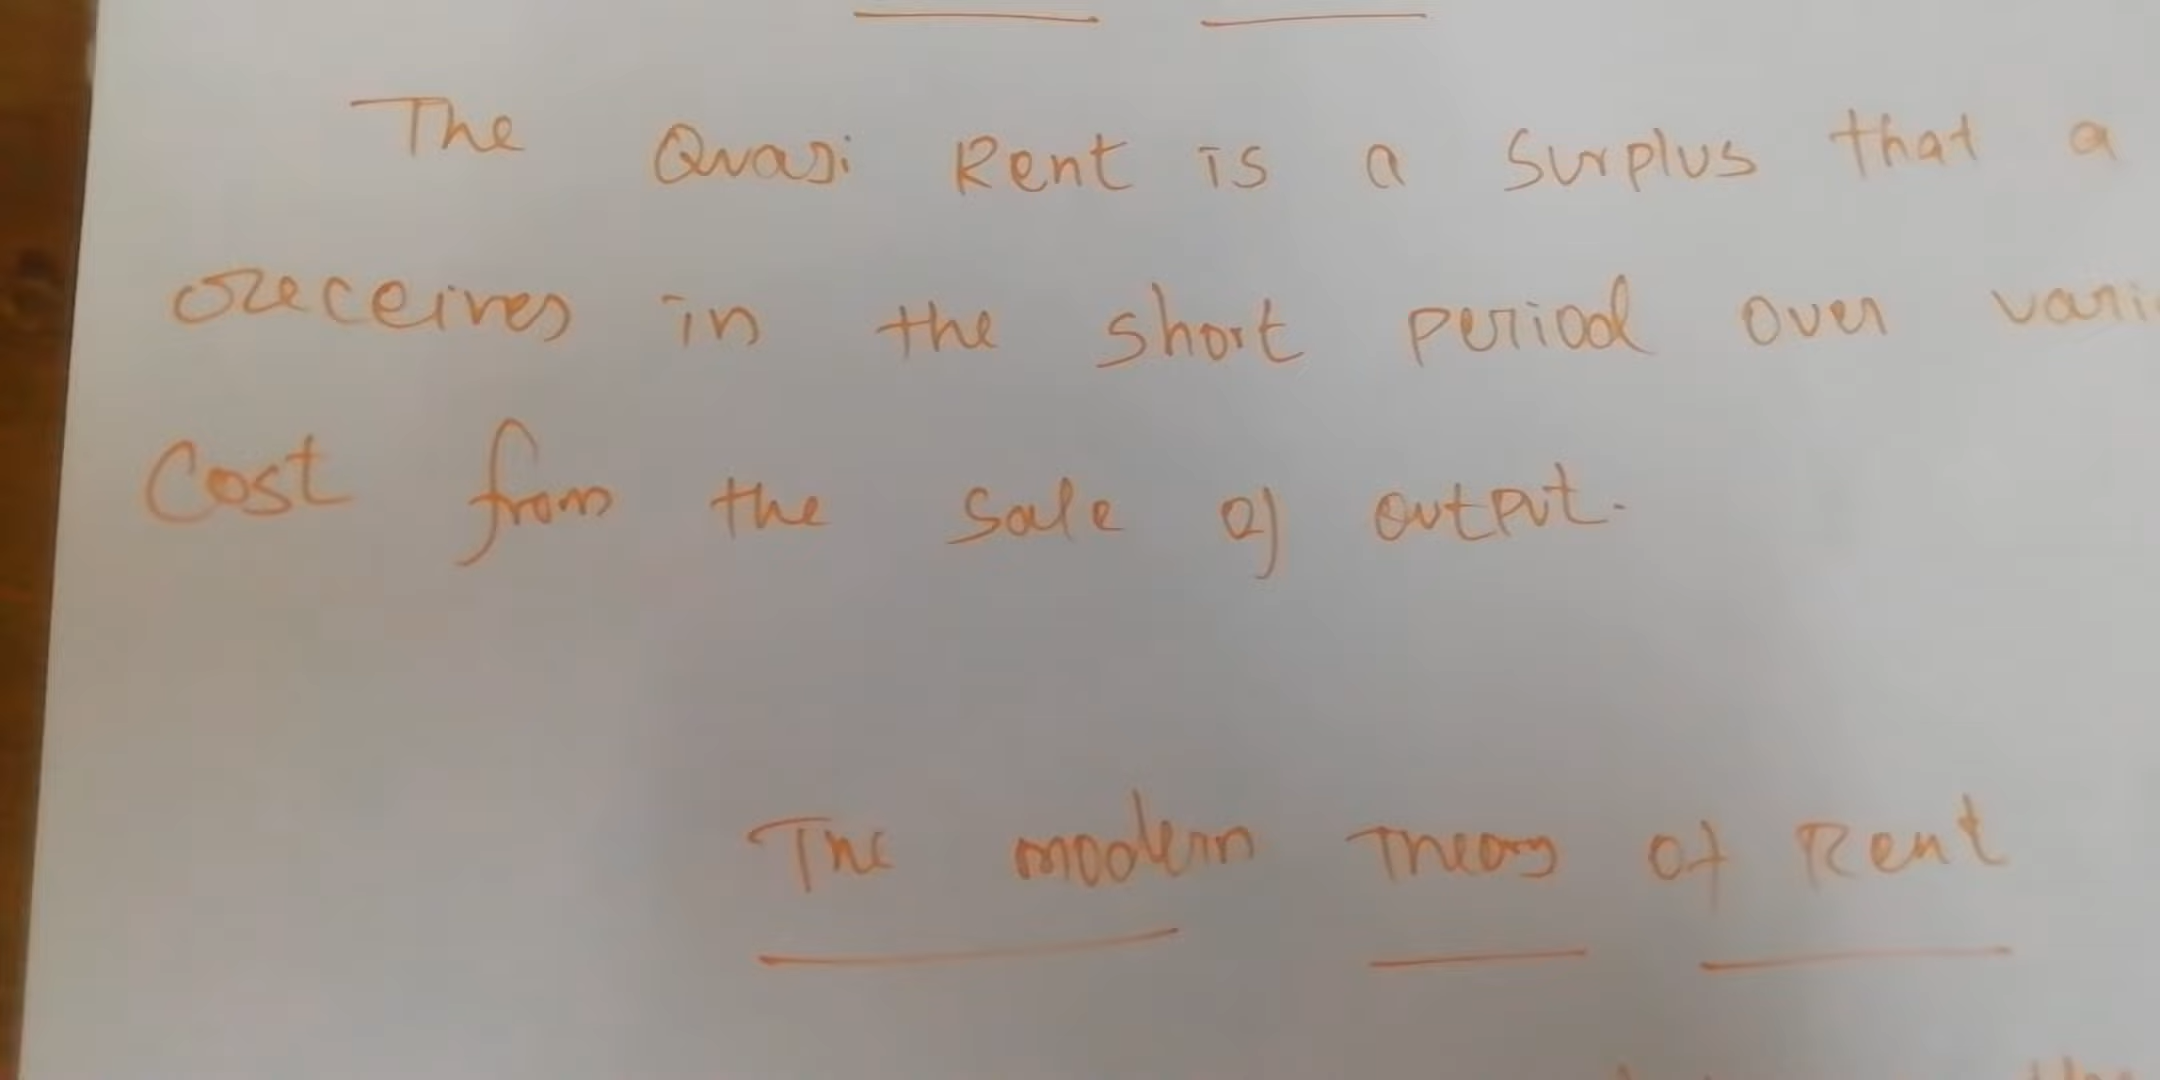 The Quasi Rent is a Surplus that a
receives in the short period over vari
Cost from the sale of output.
The modern Theory of Rent